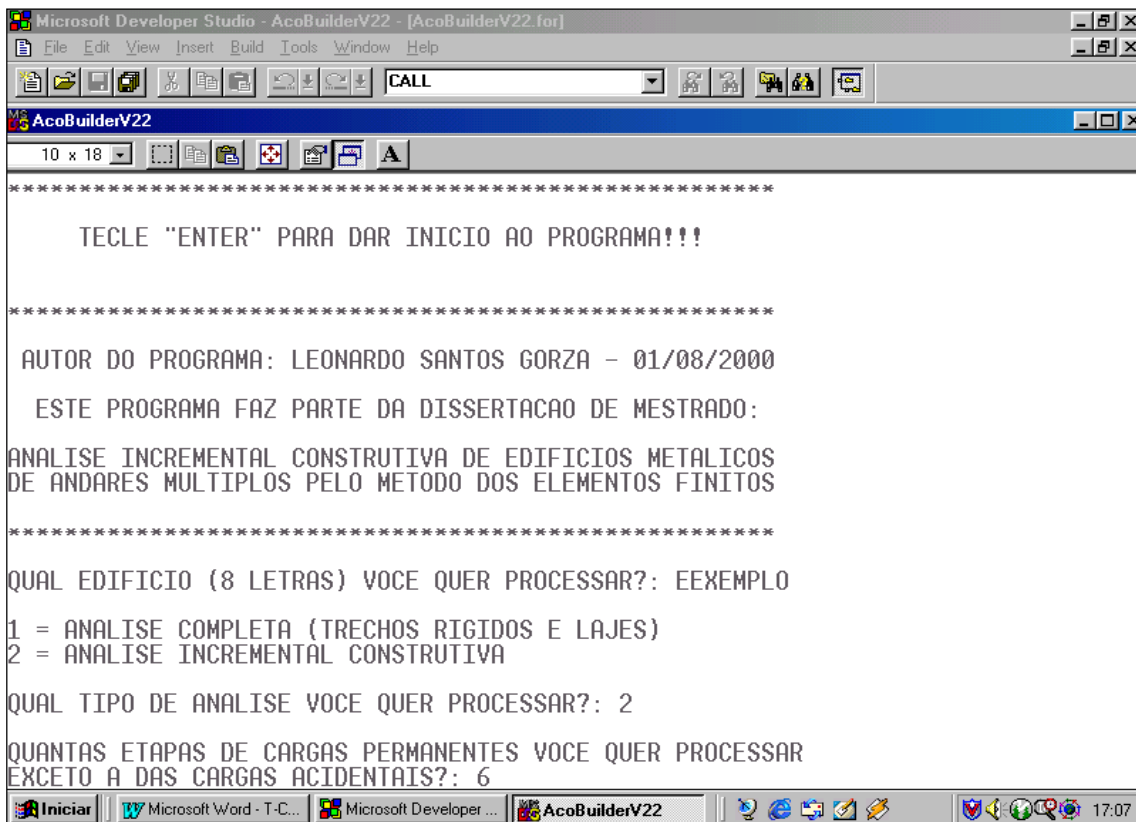 Microsoft Developer Studio - AcoBuilderV22 - [AcoBuilderV22.for]
File Edit View Insert Build Tools Window Help
CALL
AcoBuilderV22
10 x 18
A
******************************************************
TECLE "ENTER" PARA DAR INICIO AO PROGRAMA!!!
******************************************************
AUTOR DO PROGRAMA: LEONARDO SANTOS GORZA - 01/08/2000
ESTE PROGRAMA FAZ PARTE DA DISSERTACAO DE MESTRADO:
ANALISE INCREMENTAL CONSTRUTIVA DE EDIFICIOS METALICOS
DE ANDARES MULTIPLOS PELO METODO DOS ELEMENTOS FINITOS
******************************************************
QUAL EDIFICIO (8 LETRAS) VOCE QUER PROCESSAR?: EEXEMPLO
1 = ANALISE COMPLETA (TRECHOS RIGIDOS E LAJES)
2 = ANALISE INCREMENTAL CONSTRUTIVA
QUAL TIPO DE ANALISE VOCE QUER PROCESSAR?: 2
QUANTAS ETAPAS DE CARGAS PERMANENTES VOCE QUER PROCESSAR
EXCETO A DAS CARGAS ACIDENTAIS?: 6
Iniciar Microsoft Word - T-C... Microsoft Developer ... AcoBuilderV22 17:07